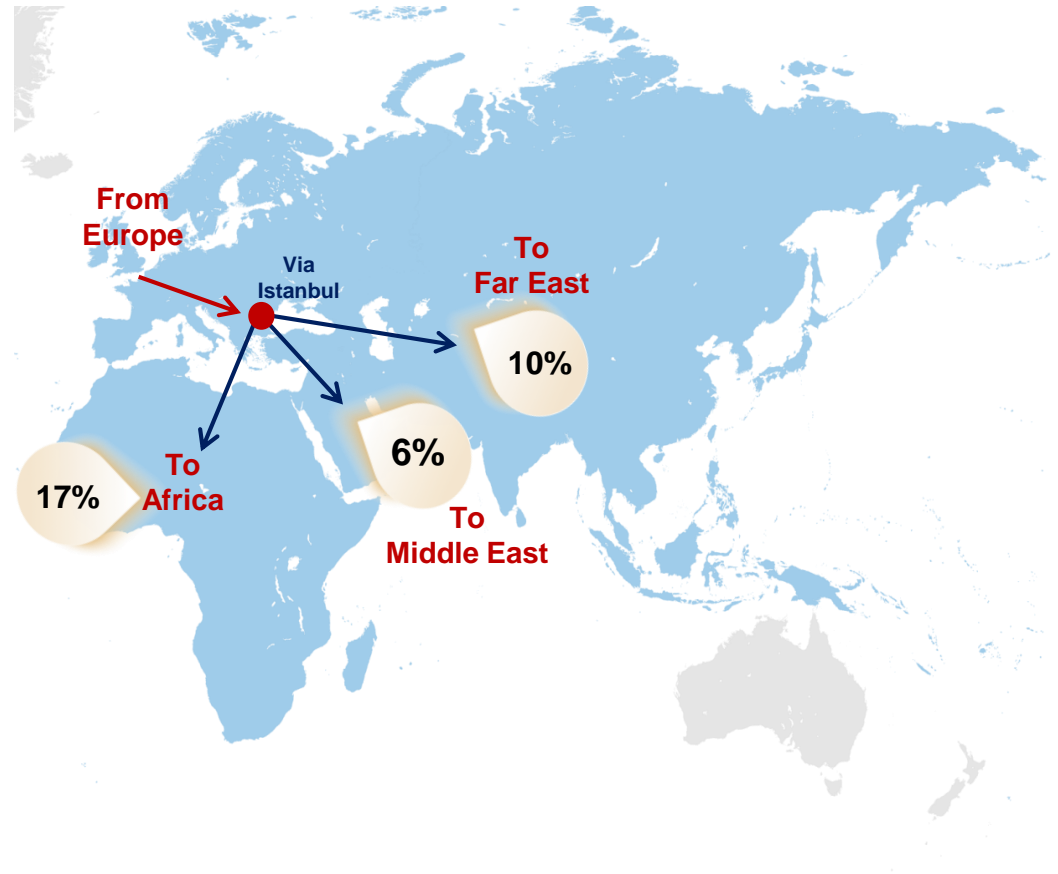 From
Europe
Via
Istanbul
To
Far East
10%
6%
To
Middle East
17%
To
Africa